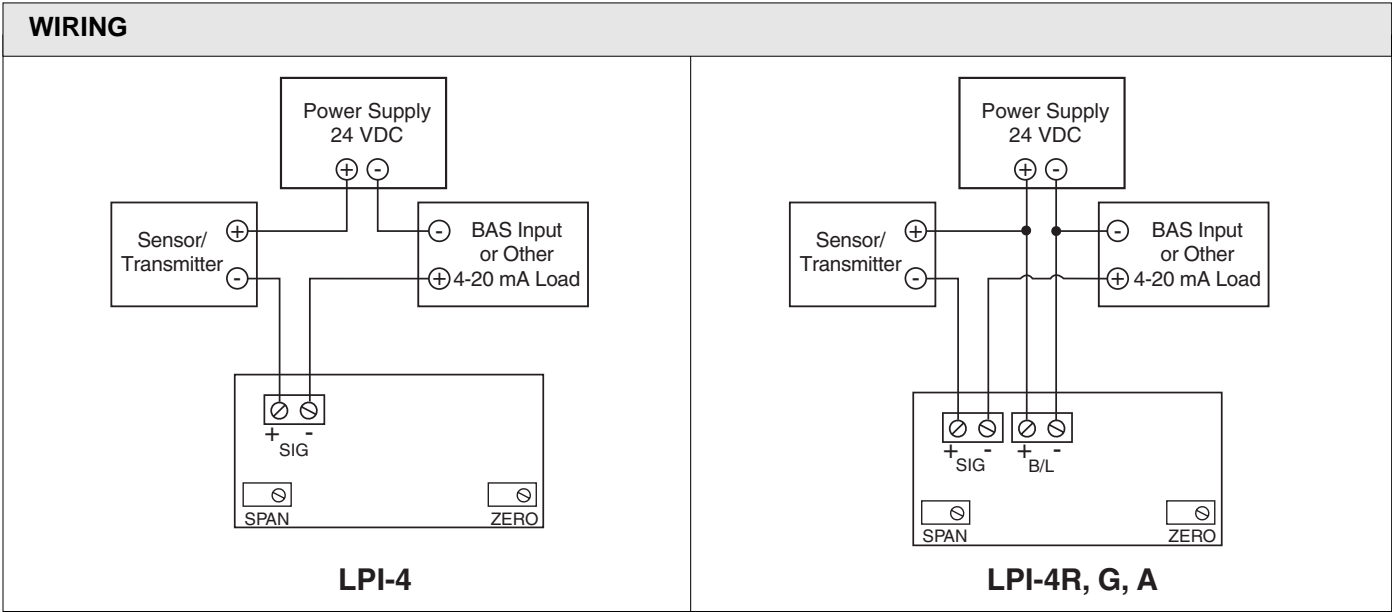 WIRING
Power Supply
24 VDC
+ -
Sensor/
Transmitter
+
-
-
+
BAS Input
or Other
4-20 mA Load
+ -
SIG
SPAN
ZERO
LPI-4
Power Supply
24 VDC
+ -
Sensor/
Transmitter
+
-
-
+
BAS Input
or Other
4-20 mA Load
+ - + -
SIG B/L
SPAN
ZERO
LPI-4R, G, A